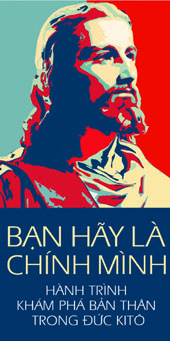 BẠN HÃY LÀ
CHÍNH MÌNH
HÀNH TRÌNH
KHÁM PHÁ BẢN THÂN
TRONG ĐỨC KITÔ